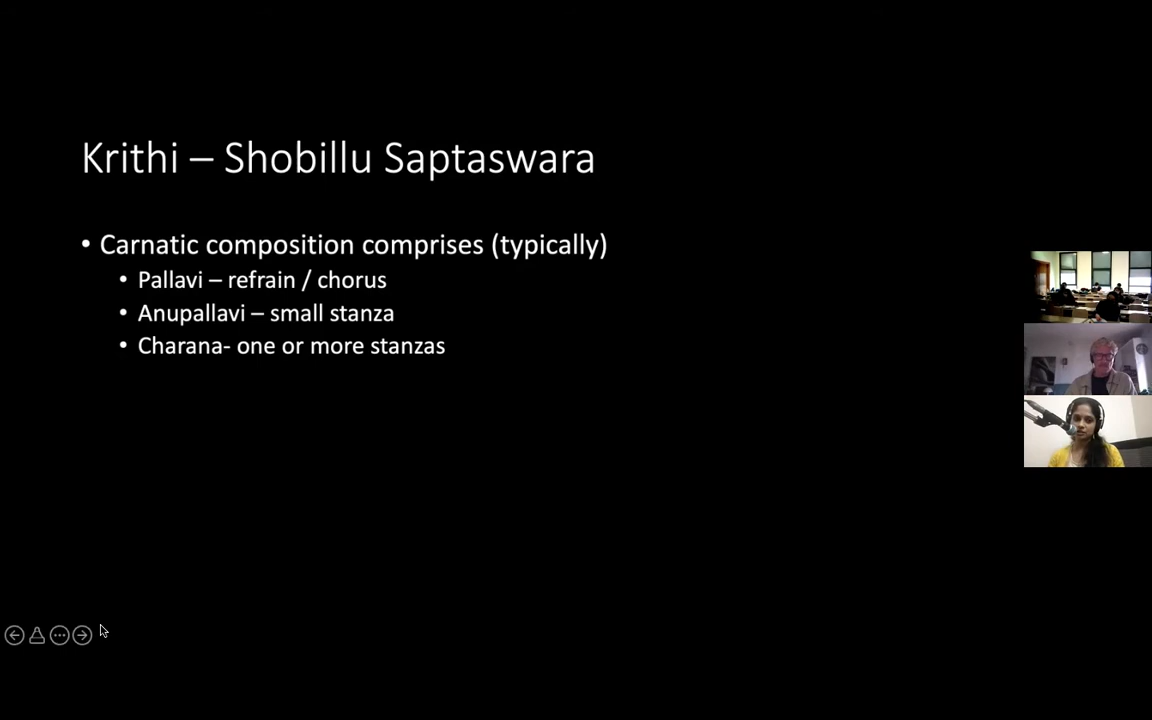 Krithi – Shobillu Saptaswara
• Carnatic composition comprises (typically)
• Pallavi – refrain / chorus
• Anupallavi – small stanza
• Charana- one or more stanzas